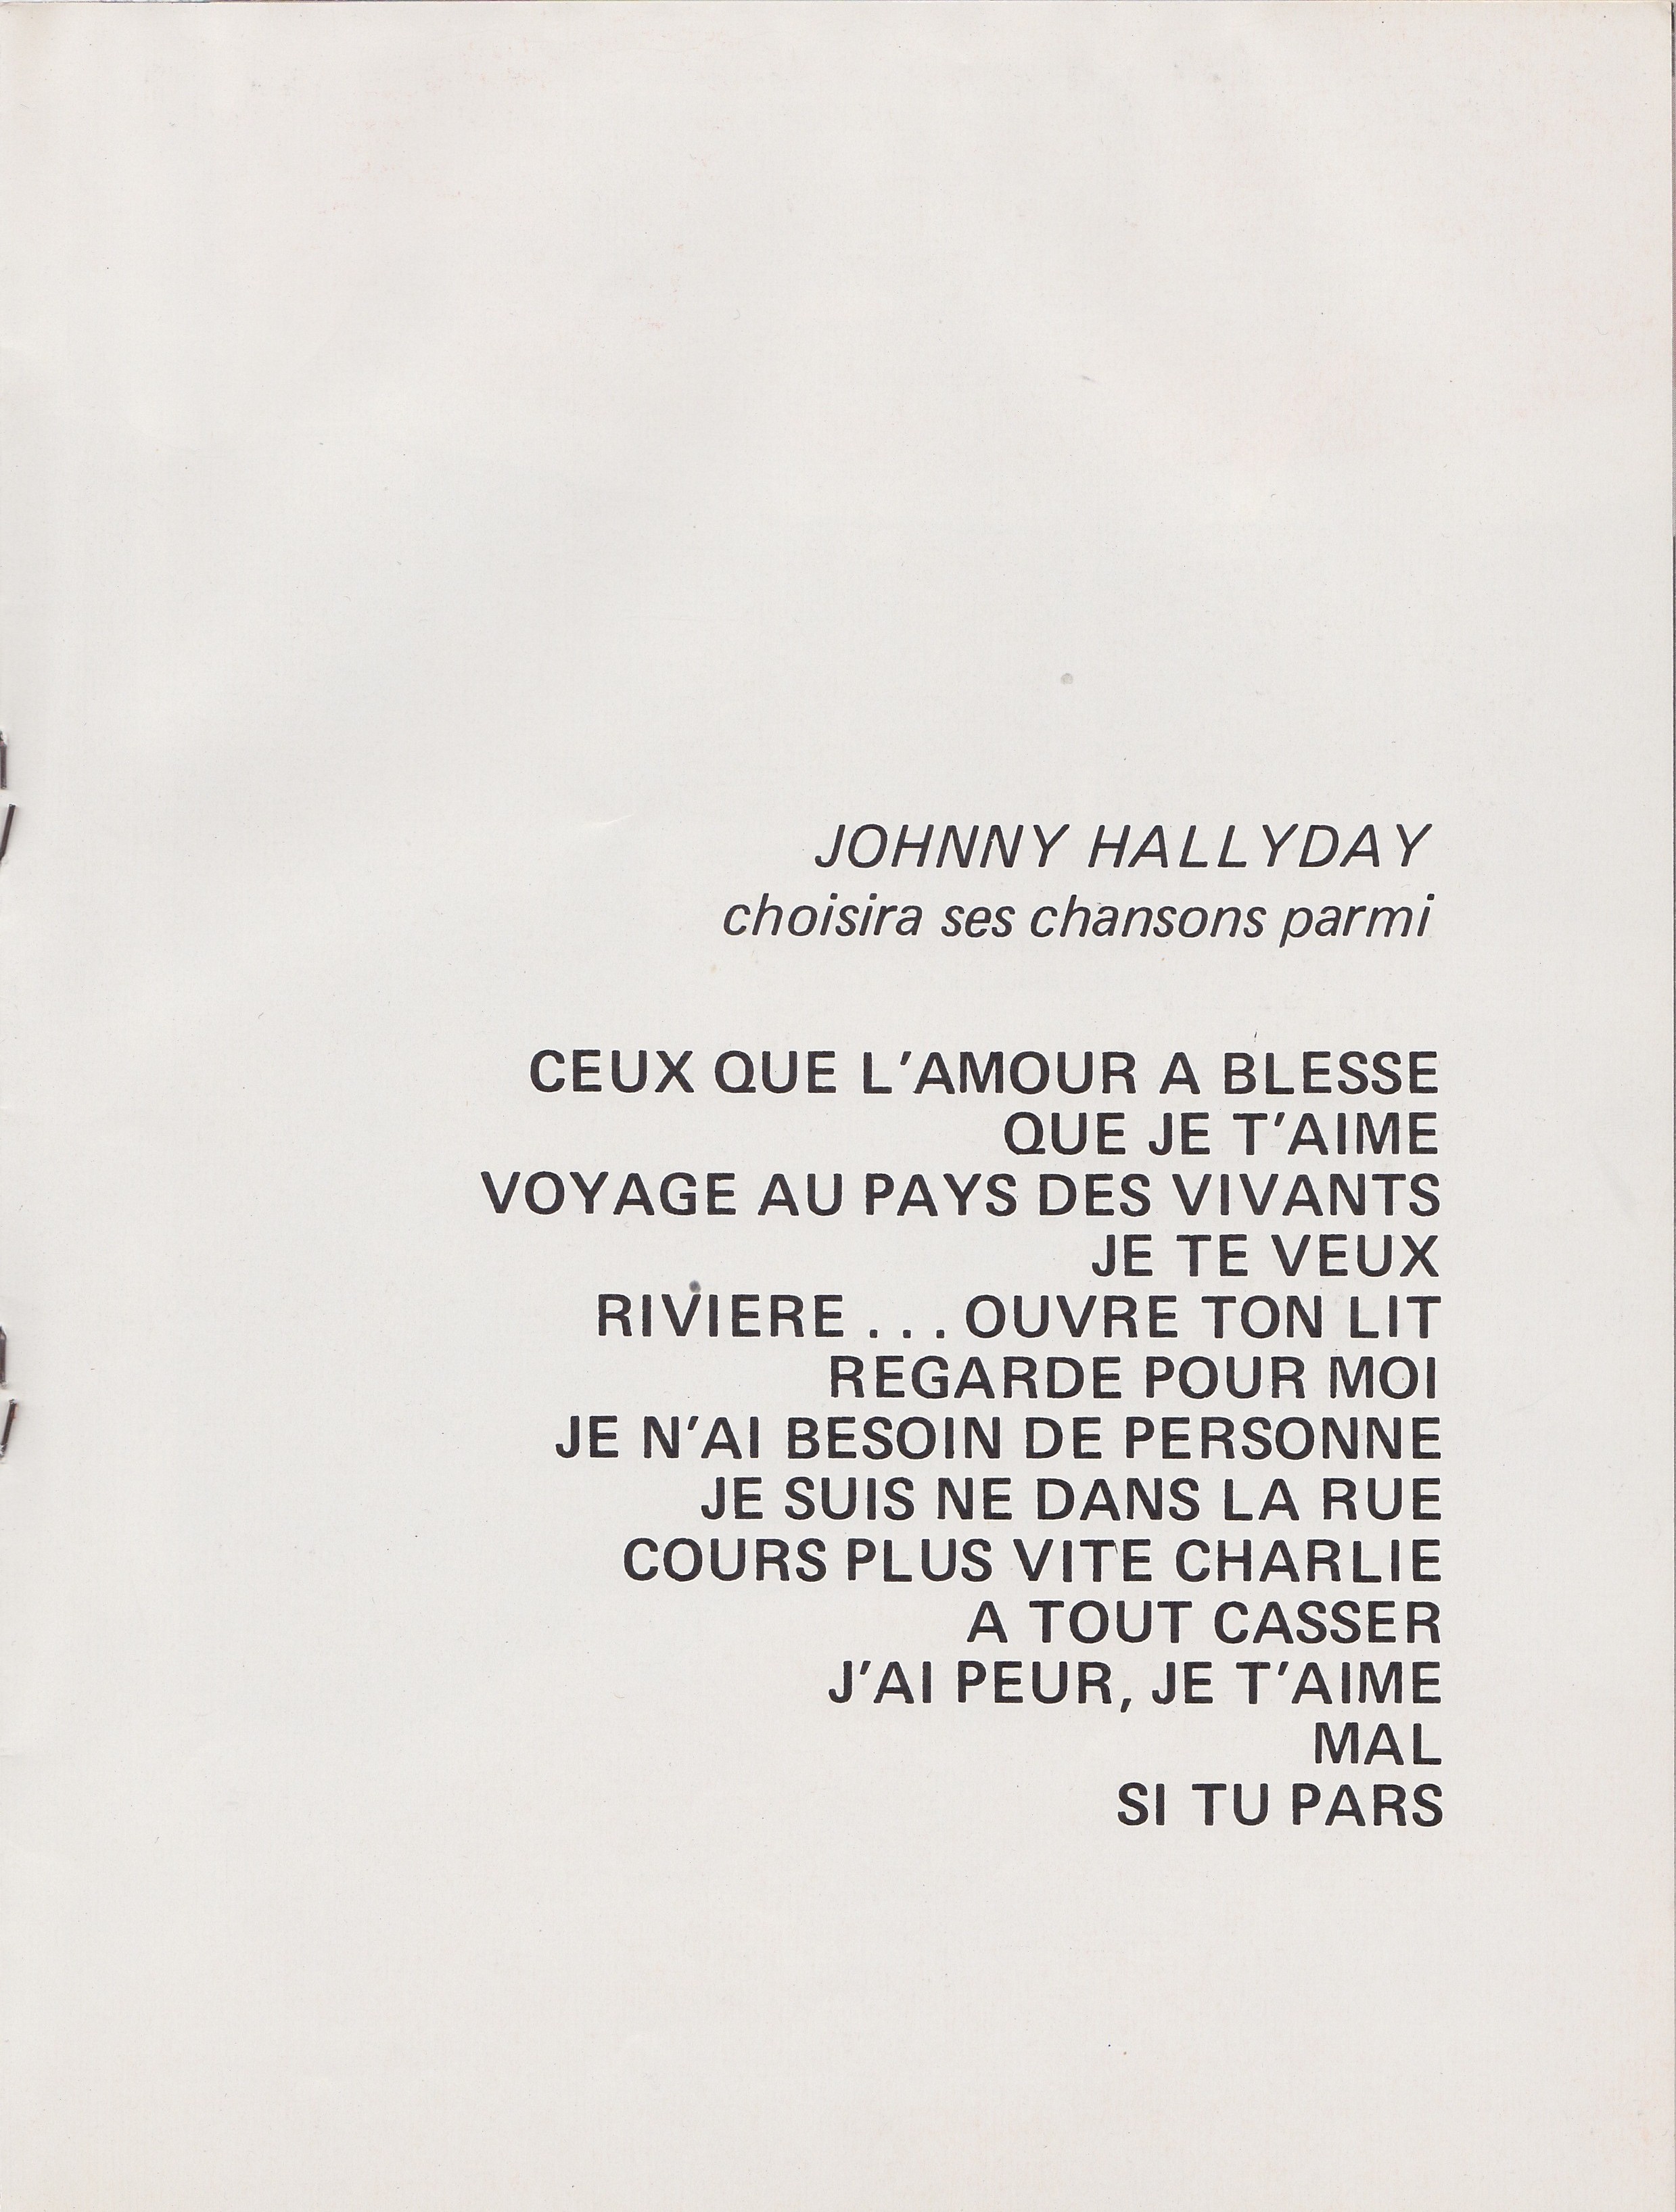 JOHNNY HALLYDAY
choisira ses chansons parmi
CEUX QUE L'AMOUR A BLESSE
QUE JE T'AIME
VOYAGE AU PAYS DES VIVANTS
JE TE VEUX
RIVIERE . . . OUVRE TON LIT
REGARDE POUR MOI
JE N'AI BESOIN DE PERSONNE
JE SUIS NE DANS LA RUE
COURS PLUS VITE CHARLIE
A TOUT CASSER
J'AI PEUR, JE T'AIME
MAL
SI TU PARS